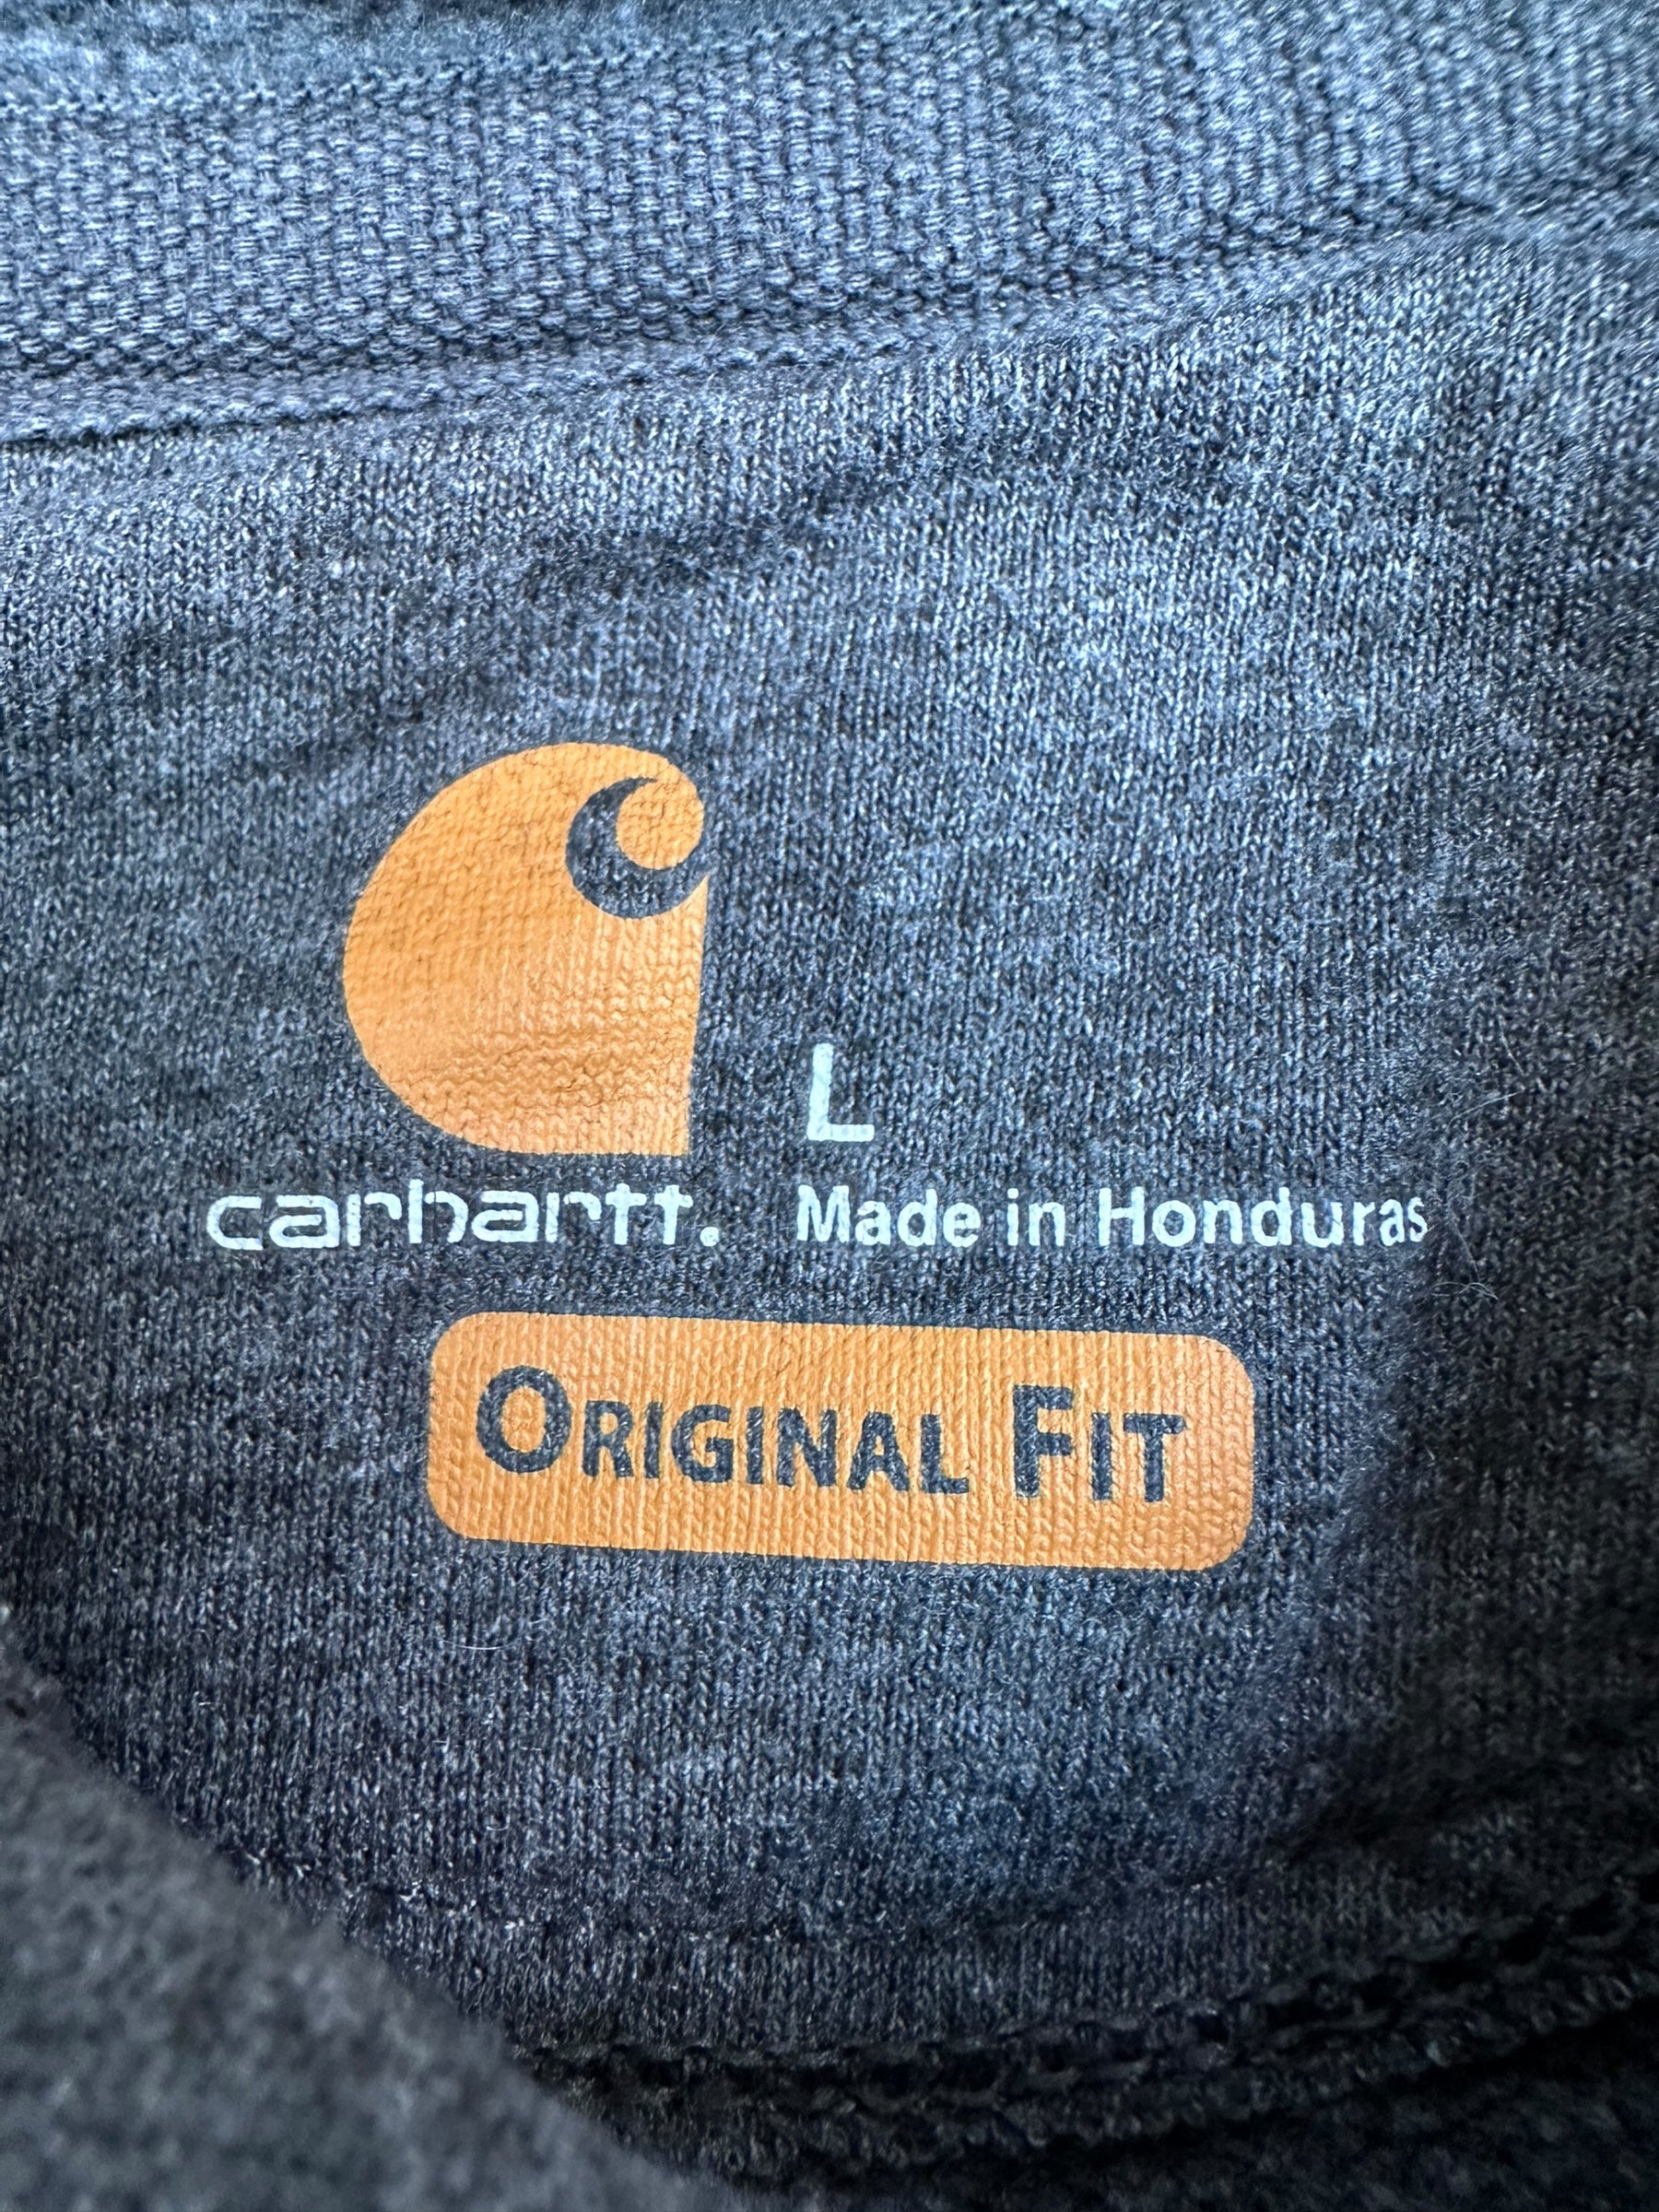 L
carhartt. Made in Honduras
ORIGINAL FIT